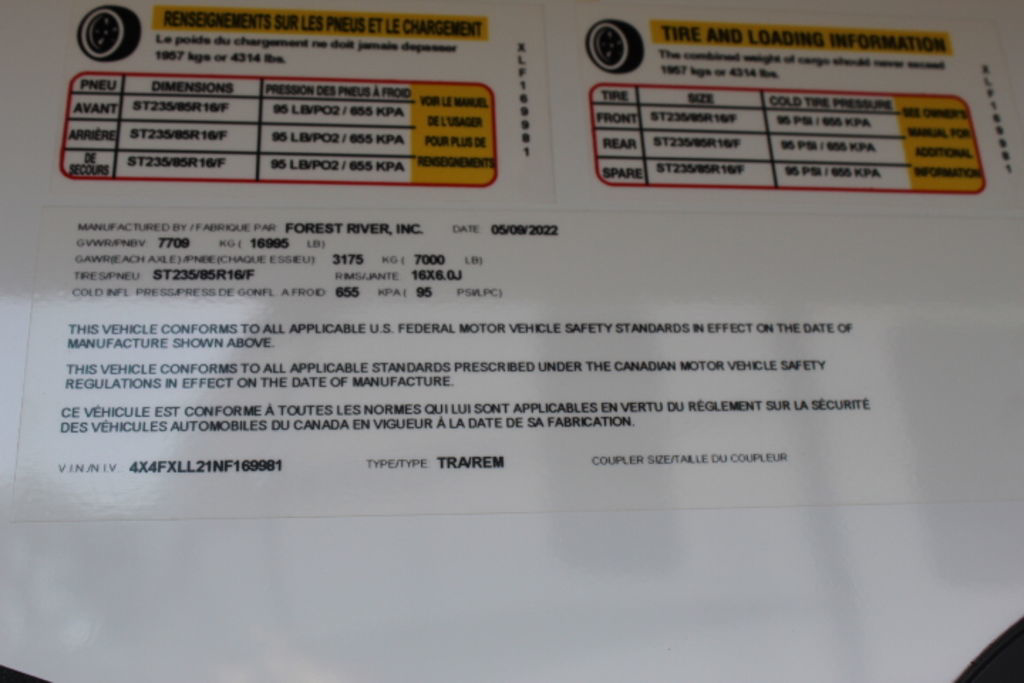 RENSEIGNEMENTS SUR LES PNEUS ET LE CHARGEMENT
Le poids du chargement ne doit jamais depasser
1957 kgs or 4314 lbs.
PNEU DIMENSIONS PRESSION DES PNEUS À FROID
AVANT ST235/85R16/F 95 LB/PO2 / 655 KPA
ARRIÈRE ST235/85R16/F 95 LB/PO2 / 655 KPA
DE SECOURS ST235/85R16/F 95 LB/PO2 / 655 KPA
VOIR LE MANUEL
DE L'USAGER
POUR PLUS DE
RENSEIGNEMENTS
XLF169981
TIRE AND LOADING INFORMATION
The combined weight of cargo should never exceed
1957 kgs or 4314 lbs.
TIRE SIZE COLD TIRE PRESSURE
FRONT ST235/85R16/F 95 PSI / 655 KPA
REAR ST235/85R16/F 95 PSI / 655 KPA
SPARE ST235/85R16/F 95 PSI / 655 KPA
SEE OWNER'S
MANUAL FOR
ADDITIONAL
INFORMATION
XLF169981
MANUFACTURED BY / FABRIQUE PAR FOREST RIVER, INC. DATE 05/09/2022
GVWR/PNBV 7709 KG ( 16995 LB)
GAWR(EACH AXLE)/PNBE(CHAQUE ESSIEU) 3175 KG ( 7000 LB)
TIRES/PNEU ST235/85R16/F RIMS/JANTE 16X6.0J
COLD INFL. PRESS/PRESS DE GONFL. A FROID 655 KPA ( 95 PSI/LPC)
THIS VEHICLE CONFORMS TO ALL APPLICABLE U.S. FEDERAL MOTOR VEHICLE SAFETY STANDARDS IN EFFECT ON THE DATE OF
MANUFACTURE SHOWN ABOVE.
THIS VEHICLE CONFORMS TO ALL APPLICABLE STANDARDS PRESCRIBED UNDER THE CANADIAN MOTOR VEHICLE SAFETY
REGULATIONS IN EFFECT ON THE DATE OF MANUFACTURE.
CE VÉHICULE EST CONFORME À TOUTES LES NORMES QUI LUI SONT APPLICABLES EN VERTU DU RÈGLEMENT SUR LA SÉCURITÉ
DES VÉHICULES AUTOMOBILES DU CANADA EN VIGUEUR À LA DATE DE SA FABRICATION.
V.I.N./N.I.V. 4X4FXLL21NF169981 TYPE/TYPE TRA/REM COUPLER SIZE/TAILLE DU COUPLEUR